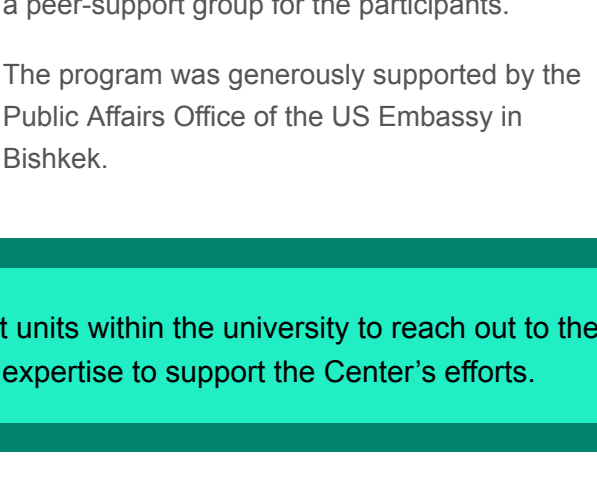 a peer-support group for the participants.
The program was generously supported by the
Public Affairs Office of the US Embassy in
Bishkek.
units within the university to reach out to the
expertise to support the Center’s efforts.